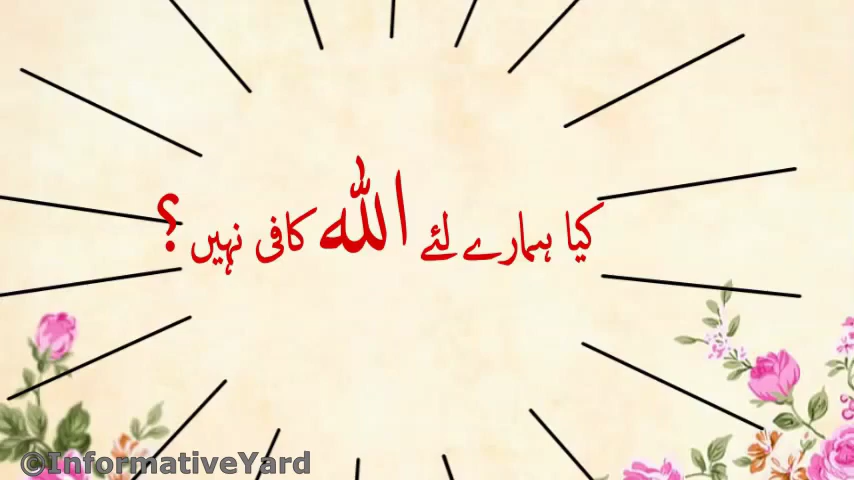 کیا ہمارے لئے اللہ کافی نہیں ؟
©InformativeYard